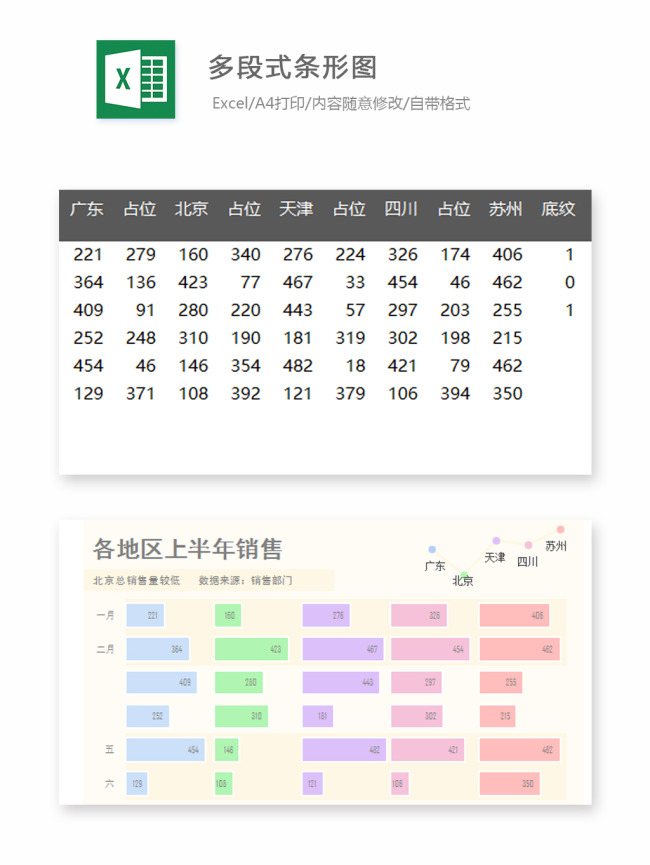 X
多段式条形图
Excel/A4打印/内容随意修改/自带格式
广东 占位 北京 占位 天津 占位 四川 占位 苏州 底纹
221 279 160 340 276 224 326 174 406 1
364 136 423 77 467 33 454 46 462 0
409 91 280 220 443 57 297 203 255 1
252 248 310 190 181 319 302 198 215
454 46 146 354 482 18 421 79 462
129 371 108 392 121 379 106 394 350
各地区上半年销售
北京总销售量较低 数据来源：销售部门
广东 北京 天津 四川 苏州
一月 221 160 276 326 406
二月 364 423 467 454 462
409 280 443 297 255
252 310 181 302 215
五 454 146 482 421 462
六 129 108 121 106 350